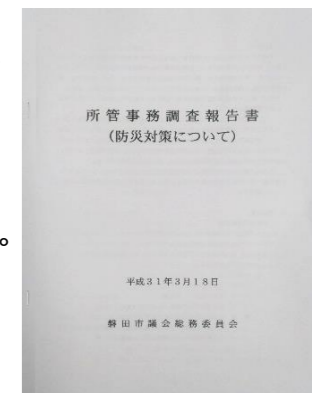 所管事務調査報告書
(防災対策について)
。
平成31年3月18日
磐田市議会総務委員会